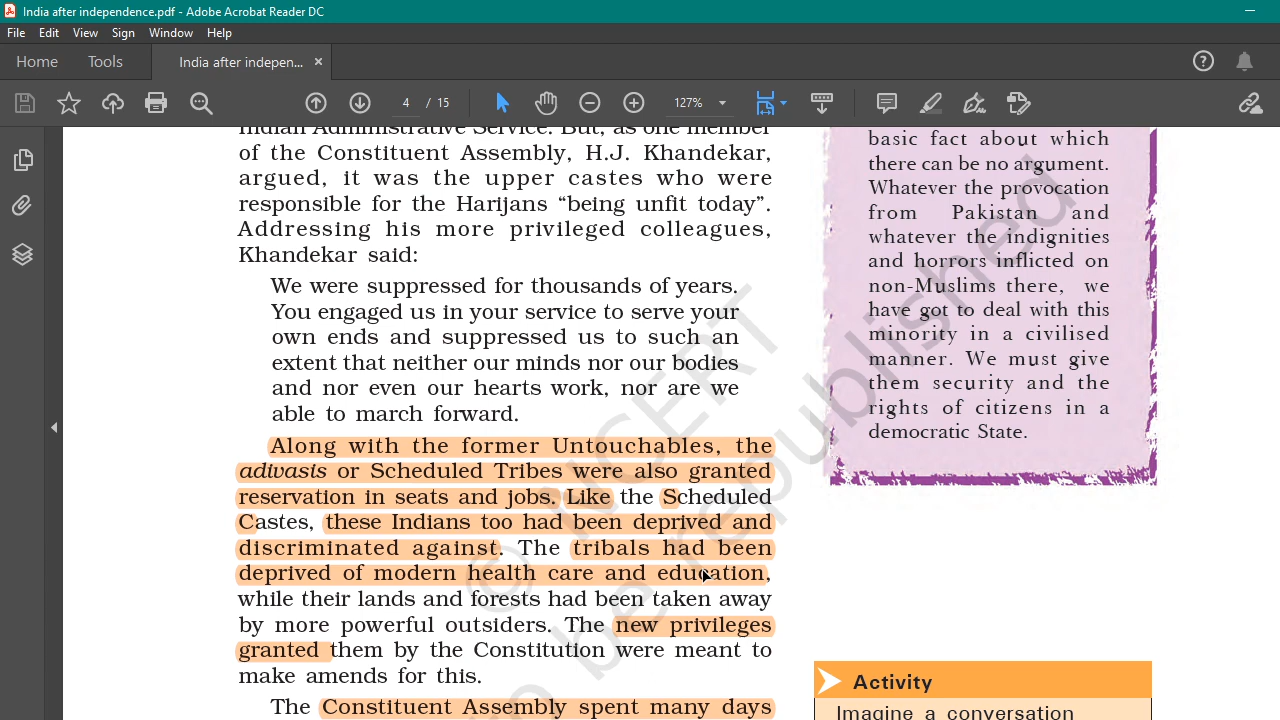 India after independence.pdf - Adobe Acrobat Reader DC
File Edit View Sign Window Help
Home Tools India after indepen... ×
4 / 15 127%
Indian Administrative Service. But, as one member
of the Constituent Assembly, H.J. Khandekar,
argued, it was the upper castes who were
responsible for the Harijans “being unfit today”.
Addressing his more privileged colleagues,
Khandekar said:
We were suppressed for thousands of years.
You engaged us in your service to serve your
own ends and suppressed us to such an
extent that neither our minds nor our bodies
and nor even our hearts work, nor are we
able to march forward.
Along with the former Untouchables, the
adivasis or Scheduled Tribes were also granted
reservation in seats and jobs. Like the Scheduled
Castes, these Indians too had been deprived and
discriminated against. The tribals had been
deprived of modern health care and education,
while their lands and forests had been taken away
by more powerful outsiders. The new privileges
granted them by the Constitution were meant to
make amends for this.
The Constituent Assembly spent many days
basic fact about which
there can be no argument.
Whatever the provocation
from Pakistan and
whatever the indignities
and horrors inflicted on
non-Muslims there, we
have got to deal with this
minority in a civilised
manner. We must give
them security and the
rights of citizens in a
democratic State.
Activity
Imagine a conversation
© NCERT
to be republished